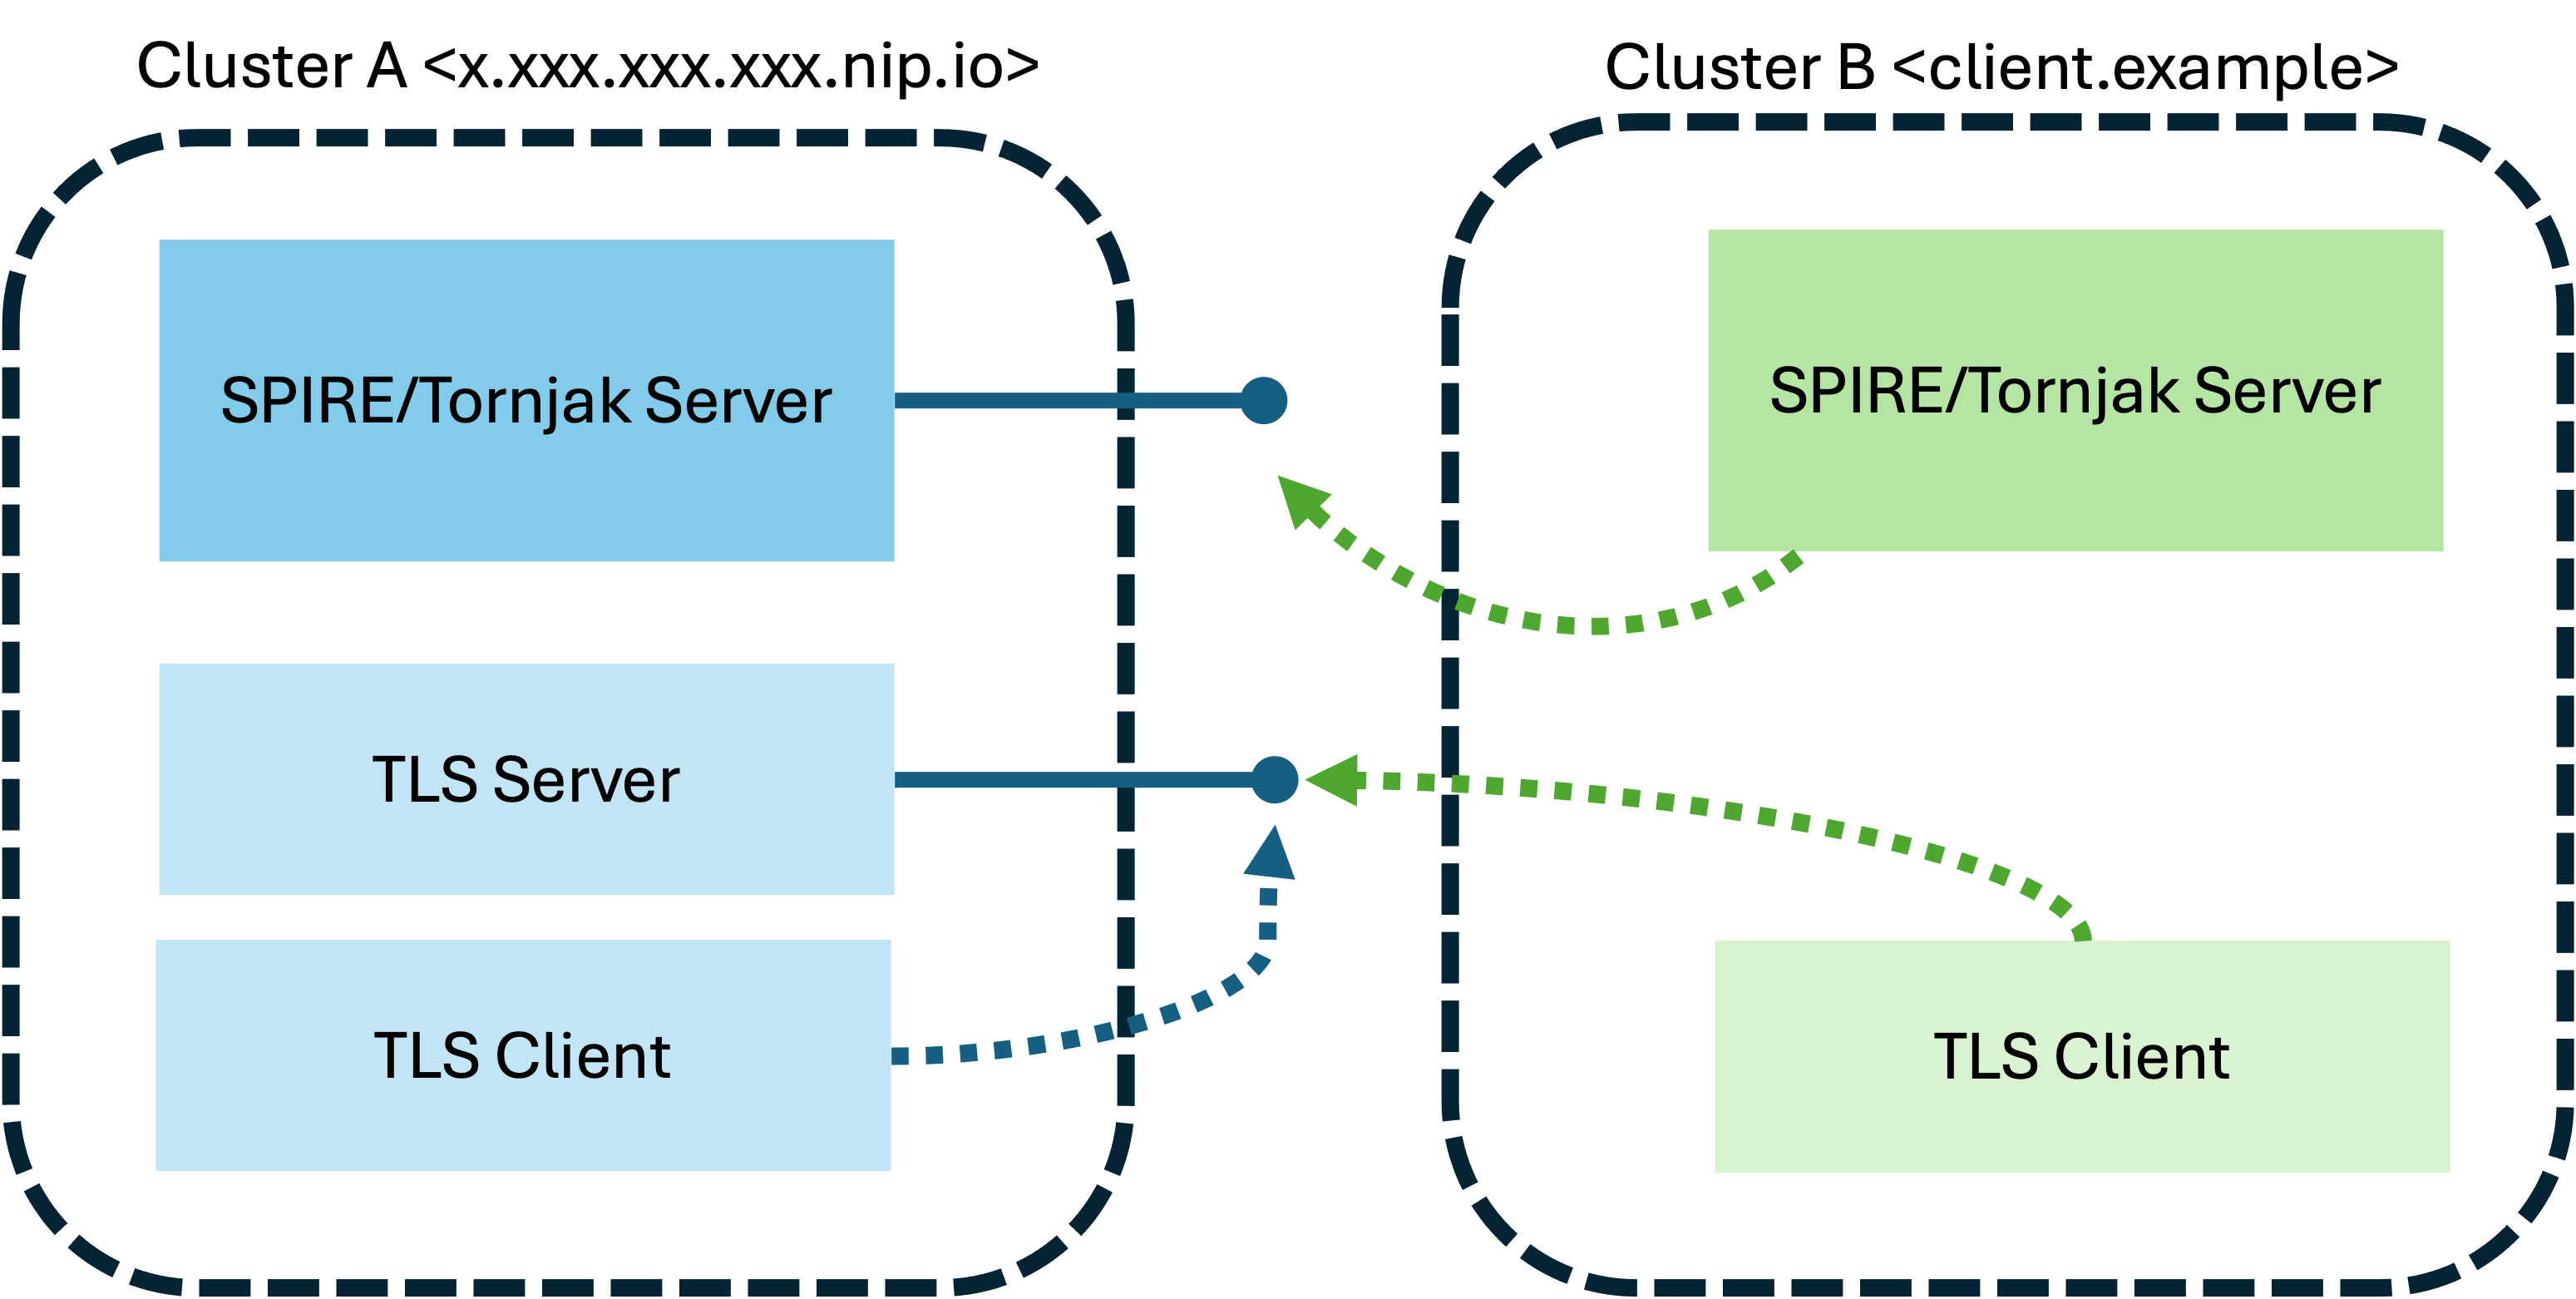 Cluster A <x.xxx.xxx.xxx.nip.io>
Cluster B <client.example>
SPIRE/Tornjak Server
SPIRE/Tornjak Server
TLS Server
TLS Client
TLS Client